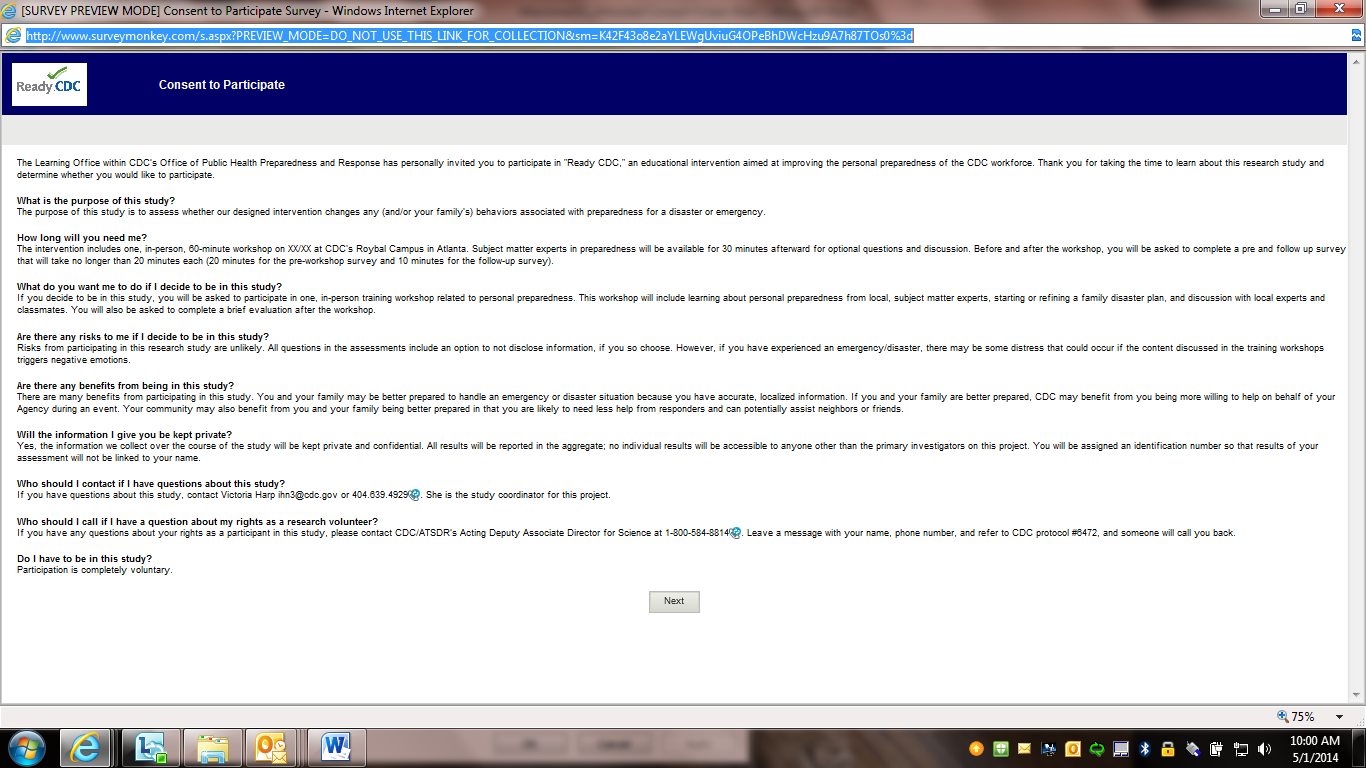 [SURVEY PREVIEW MODE] Consent to Participate Survey - Windows Internet Explorer
http://www.surveymonkey.com/s.aspx?PREVIEW_MODE=DO_NOT_USE_THIS_LINK_FOR_COLLECTION&sm=K42F43o8e2aYLEWgUviuG4OPeBhDWcHzu9A7h87TOs0%3d
Ready CDC
Consent to Participate
The Learning Office within CDC's Office of Public Health Preparedness and Response has personally invited you to participate in "Ready CDC," an educational intervention aimed at improving the personal preparedness of the CDC workforce. Thank you for taking the time to learn about this research study and
determine whether you would like to participate.
What is the purpose of this study?
The purpose of this study is to assess whether our designed intervention changes any (and/or your family's) behaviors associated with preparedness for a disaster or emergency.
How long will you need me?
The intervention includes one, in-person, 60-minute workshop on XX/XX at CDC's Roybal Campus in Atlanta. Subject matter experts in preparedness will be available for 30 minutes afterward for optional questions and discussion. Before and after the workshop, you will be asked to complete a pre and follow up survey
that will take no longer than 20 minutes each (20 minutes for the pre-workshop survey and 10 minutes for the follow-up survey).
What do you want me to do if I decide to be in this study?
If you decide to be in this study, you will be asked to participate in one, in-person training workshop related to personal preparedness. This workshop will include learning about personal preparedness from local, subject matter experts, starting or refining a family disaster plan, and discussion with local experts and
classmates. You will also be asked to complete a brief evaluation after the workshop.
Are there any risks to me if I decide to be in this study?
Risks from participating in this research study are unlikely. All questions in the assessments include an option to not disclose information, if you so choose. However, if you have experienced an emergency/disaster, there may be some distress that could occur if the content discussed in the training workshops
triggers negative emotions.
Are there any benefits from being in this study?
There are many benefits from participating in this study. You and your family may be better prepared to handle an emergency or disaster situation because you have accurate, localized information. If you and your family are better prepared, CDC may benefit from you being more willing to help on behalf of your
Agency during an event. Your community may also benefit from you and your family being better prepared in that you are likely to need less help from responders and can potentially assist neighbors or friends.
Will the information I give you be kept private?
Yes, the information we collect over the course of the study will be kept private and confidential. All results will be reported in the aggregate; no individual results will be accessible to anyone other than the primary investigators on this project. You will be assigned an identification number so that results of your
assessment will not be linked to your name.
Who should I contact if I have questions about this study?
If you have questions about this study, contact Victoria Harp ihn3@cdc.gov or 404.639.4929. She is the study coordinator for this project.
Who should I call if I have a question about my rights as a research volunteer?
If you have any questions about your rights as a participant in this study, please contact CDC/ATSDR's Acting Deputy Associate Director for Science at 1-800-584-8814. Leave a message with your name, phone number, and refer to CDC protocol #6472, and someone will call you back.
Do I have to be in this study?
Participation is completely voluntary.
Next
75%
10:00 AM
5/1/2014